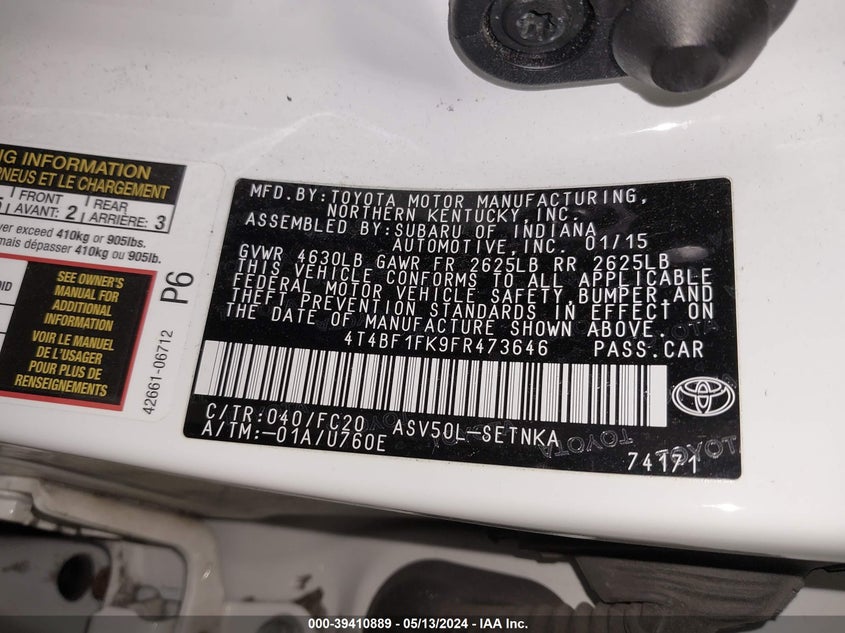 NG INFORMATION
PNEUS ET LE CHARGEMENT
FRONT
AVANT: 2
REAR
ARRIÈRE: 3
ver exceed 410kg or 905lbs.
mais dépasser 410kg ou 905lb.
SEE OWNER'S
MANUAL FOR
ADDITIONAL
INFORMATION
VOIR LE MANUEL
DE L'USAGER
POUR PLUS DE
RENSEIGNEMENTS
P6
42661-06712
MFD.BY:TOYOTA MOTOR MANUFACTURING,
NORTHERN KENTUCKY,INC.
ASSEMBLED BY:SUBARU OF INDIANA
AUTOMOTIVE,INC. 01/15
GVWR 4630LB GAWR FR 2625LB RR 2625LB
THIS VEHICLE CONFORMS TO ALL APPLICABLE
FEDERAL MOTOR VEHICLE SAFETY,BUMPER,AND
THEFT PREVENTION STANDARDS IN EFFECT ON
THE DATE OF MANUFACTURE SHOWN ABOVE.
4T4BF1FK9FR473646 PASS.CAR
C/TR:040/FC20 ASV50L-SETNKA
A/TM:-01A/U760E
74171
TOYOTA
000-39410889 - 05/13/2024 - IAA Inc.